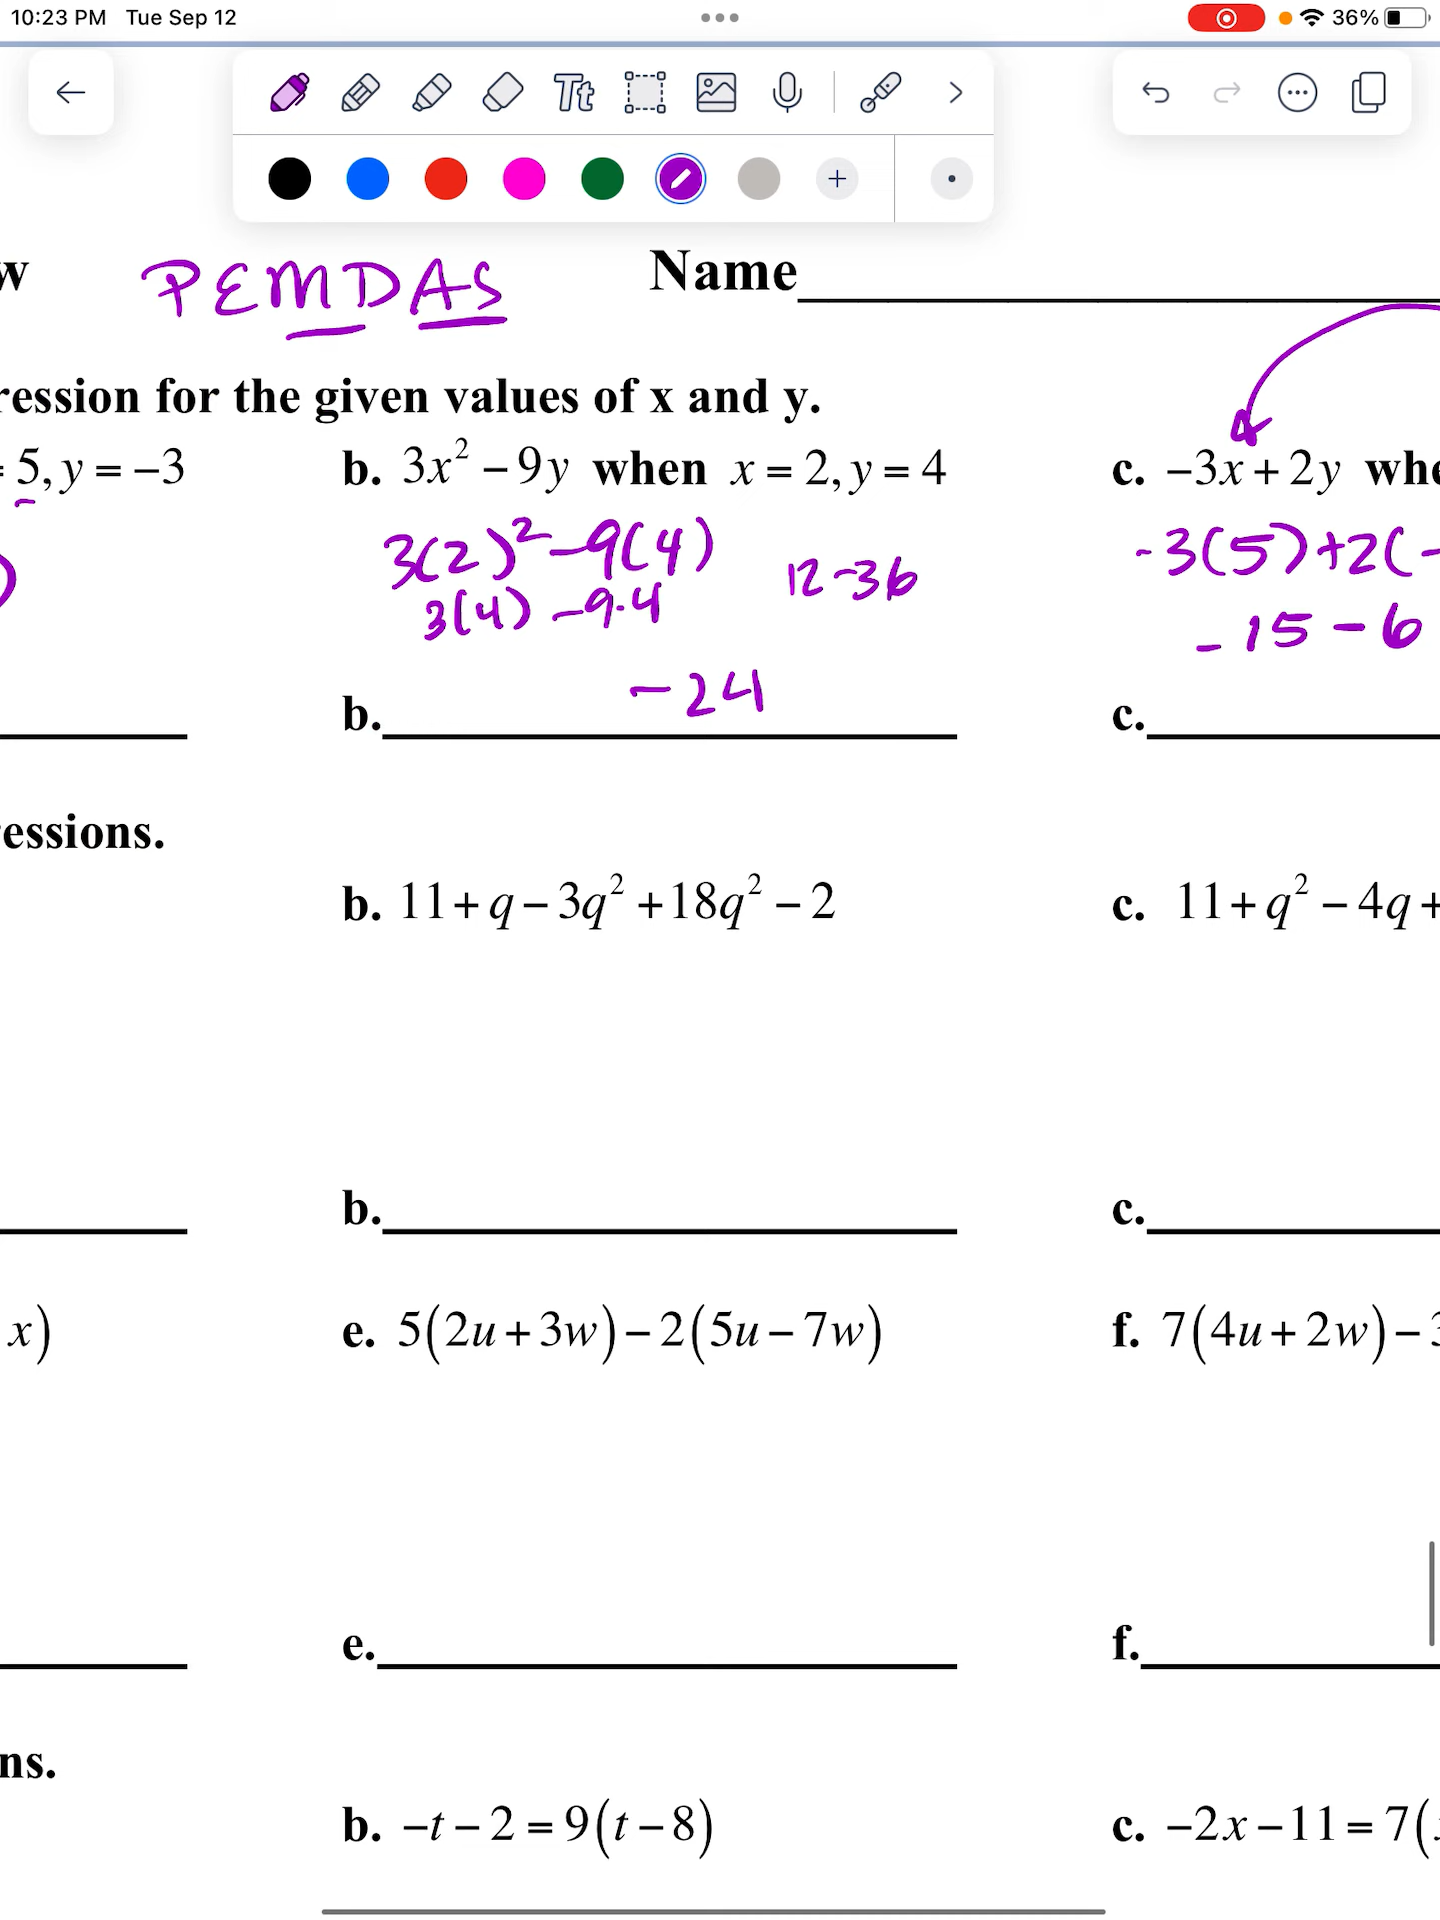 10:23 PM Tue Sep 12
36%
Tt
w PEMDAS Name
ression for the given values of x and y.
= 5, y = −3
b. 3x² − 9y when x = 2, y = 4
c. −3x + 2y whe
3(2)² − 9(4)
3(4) − 9·4
12 − 36
− 24
b.
-3(5)+2(-
- 15 - 6
c.
essions.
b. 11 + q − 3q² + 18q² − 2
c. 11 + q² − 4q +
b.
c.
x)
e. 5(2u + 3w) − 2(5u − 7w)
f. 7(4u + 2w) − 3
e.
f.
ns.
b. −t − 2 = 9(t − 8)
c. −2x − 11 = 7(